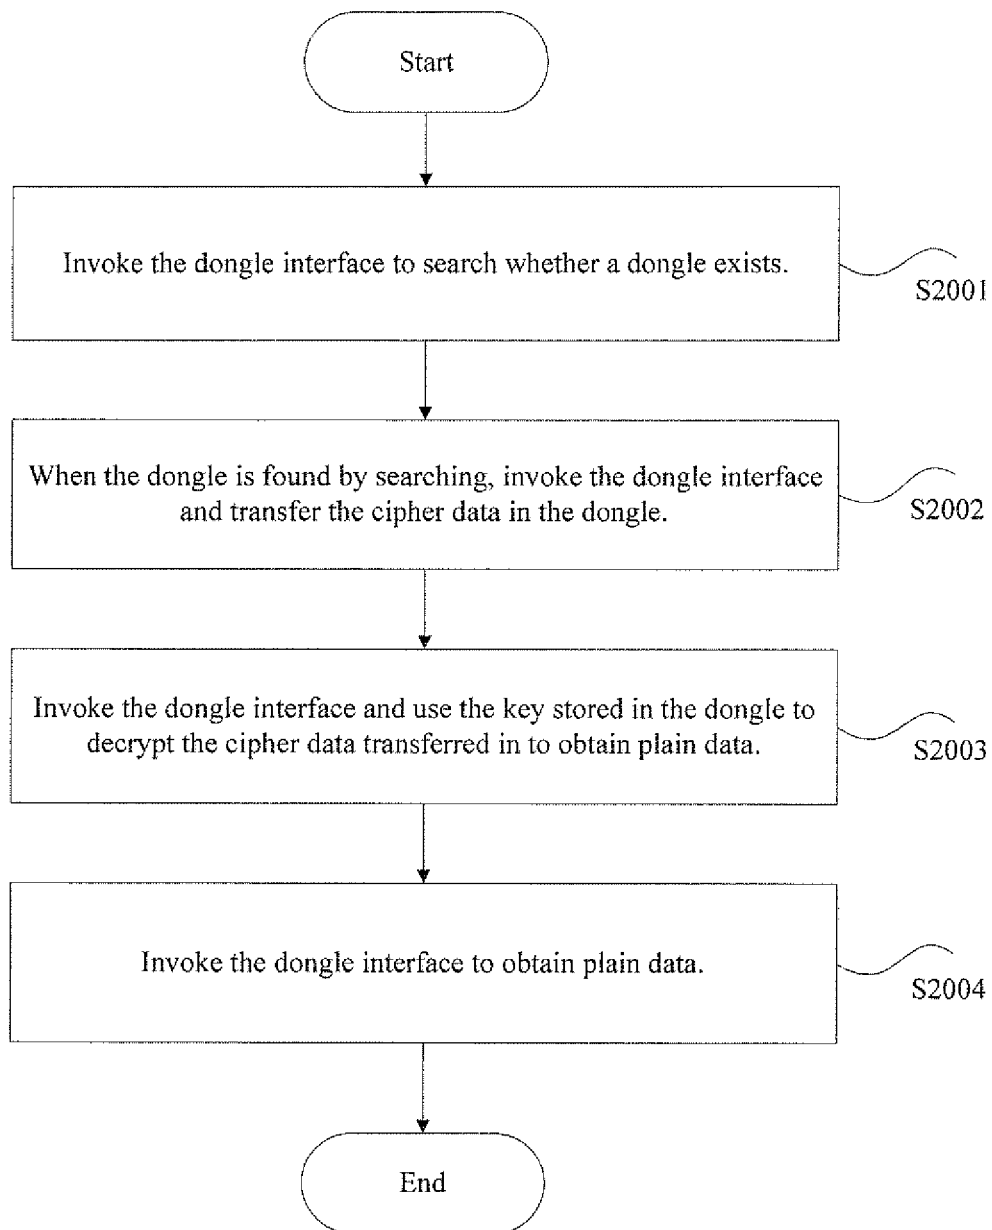 Start
Invoke the dongle interface to search whether a dongle exists.
S2001
When the dongle is found by searching, invoke the dongle interface
and transfer the cipher data in the dongle.
S2002
Invoke the dongle interface and use the key stored in the dongle to
decrypt the cipher data transferred in to obtain plain data.
S2003
Invoke the dongle interface to obtain plain data.
S2004
End